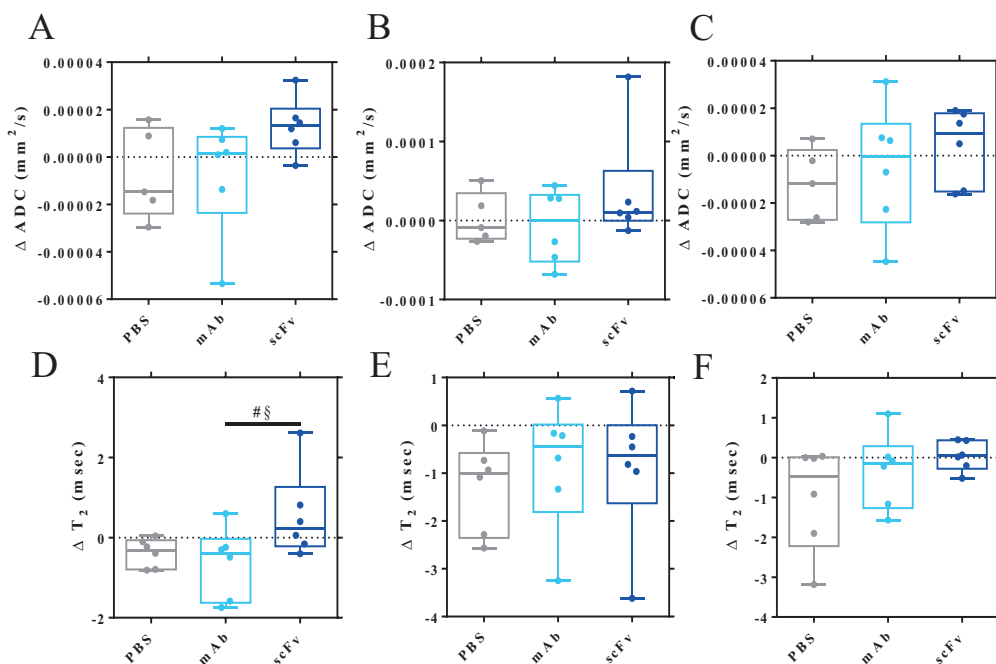 A
B
C
Δ ADC (mm²/s)
0.00004
0.00002
0.00000
-0.00002
-0.00004
-0.00006
PBS
mAb
scFv
Δ ADC (mm²/s)
0.0002
0.0001
0.0000
-0.0001
PBS
mAb
scFv
Δ ADC (mm²/s)
0.00004
0.00002
0.00000
-0.00002
-0.00004
-0.00006
PBS
mAb
scFv
D
E
F
Δ T₂ (msec)
4
2
0
-2
#§
PBS
mAb
scFv
Δ T₂ (msec)
1
0
-1
-2
-3
-4
PBS
mAb
scFv
Δ T₂ (msec)
2
1
0
-1
-2
-3
-4
PBS
mAb
scFv